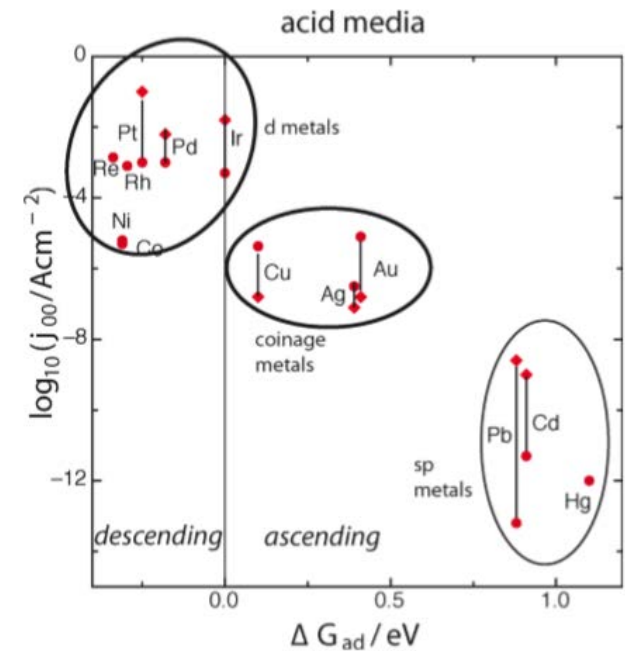 acid media
0
-4
-8
-12
log10(j00/Acm-2)
Pt
Pd
Ir
d metals
Re
Rh
Ni
Co
Cu
Au
Ag
coinage
metals
Pb
Cd
sp
metals
Hg
descending
ascending
0.0
0.5
1.0
Δ Gad / eV